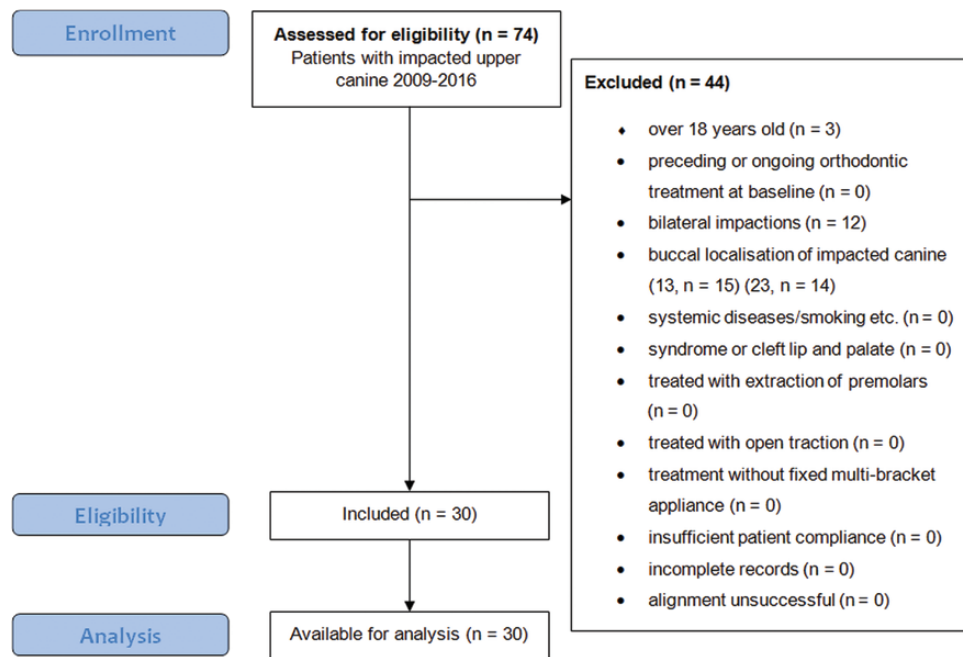 Enrollment
Assessed for eligibility (n = 74)
Patients with impacted upper
canine 2009-2016
Excluded (n = 44)
♦ over 18 years old (n = 3)
• preceding or ongoing orthodontic
treatment at baseline (n = 0)
• bilateral impactions (n = 12)
• buccal localisation of impacted canine
(13, n = 15) (23, n = 14)
• systemic diseases/smoking etc. (n = 0)
• syndrome or cleft lip and palate (n = 0)
• treated with extraction of premolars
(n = 0)
• treated with open traction (n = 0)
• treatment without fixed multi-bracket
appliance (n = 0)
• insufficient patient compliance (n = 0)
• incomplete records (n = 0)
• alignment unsuccessful (n = 0)
Eligibility
Included (n = 30)
Analysis
Available for analysis (n = 30)